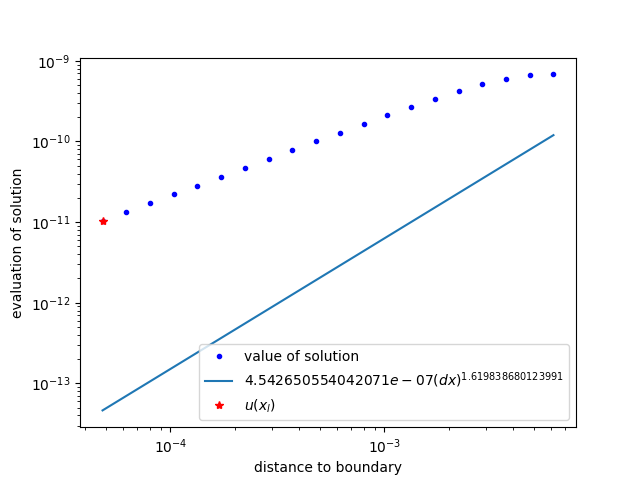 10⁻⁹
10⁻¹⁰
10⁻¹¹
10⁻¹²
10⁻¹³
evaluation of solution
value of solution
4.542650554042071e − 07(dx)¹·⁶¹⁹⁸³⁸⁶⁸⁰¹²³⁹⁹¹
u(x_l)
10⁻⁴
10⁻³
distance to boundary